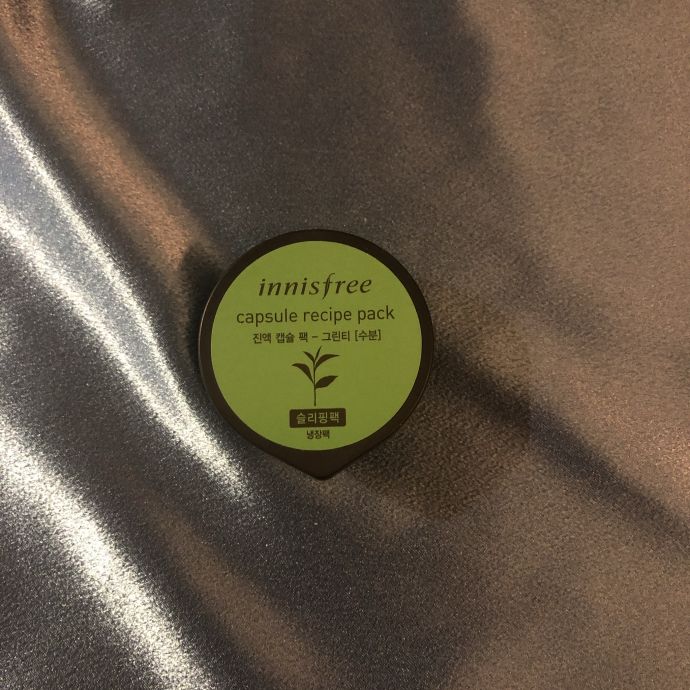 innisfree
capsule recipe pack
진액 캡슐 팩 – 그린티 [수분]
슬리핑팩
냉장팩